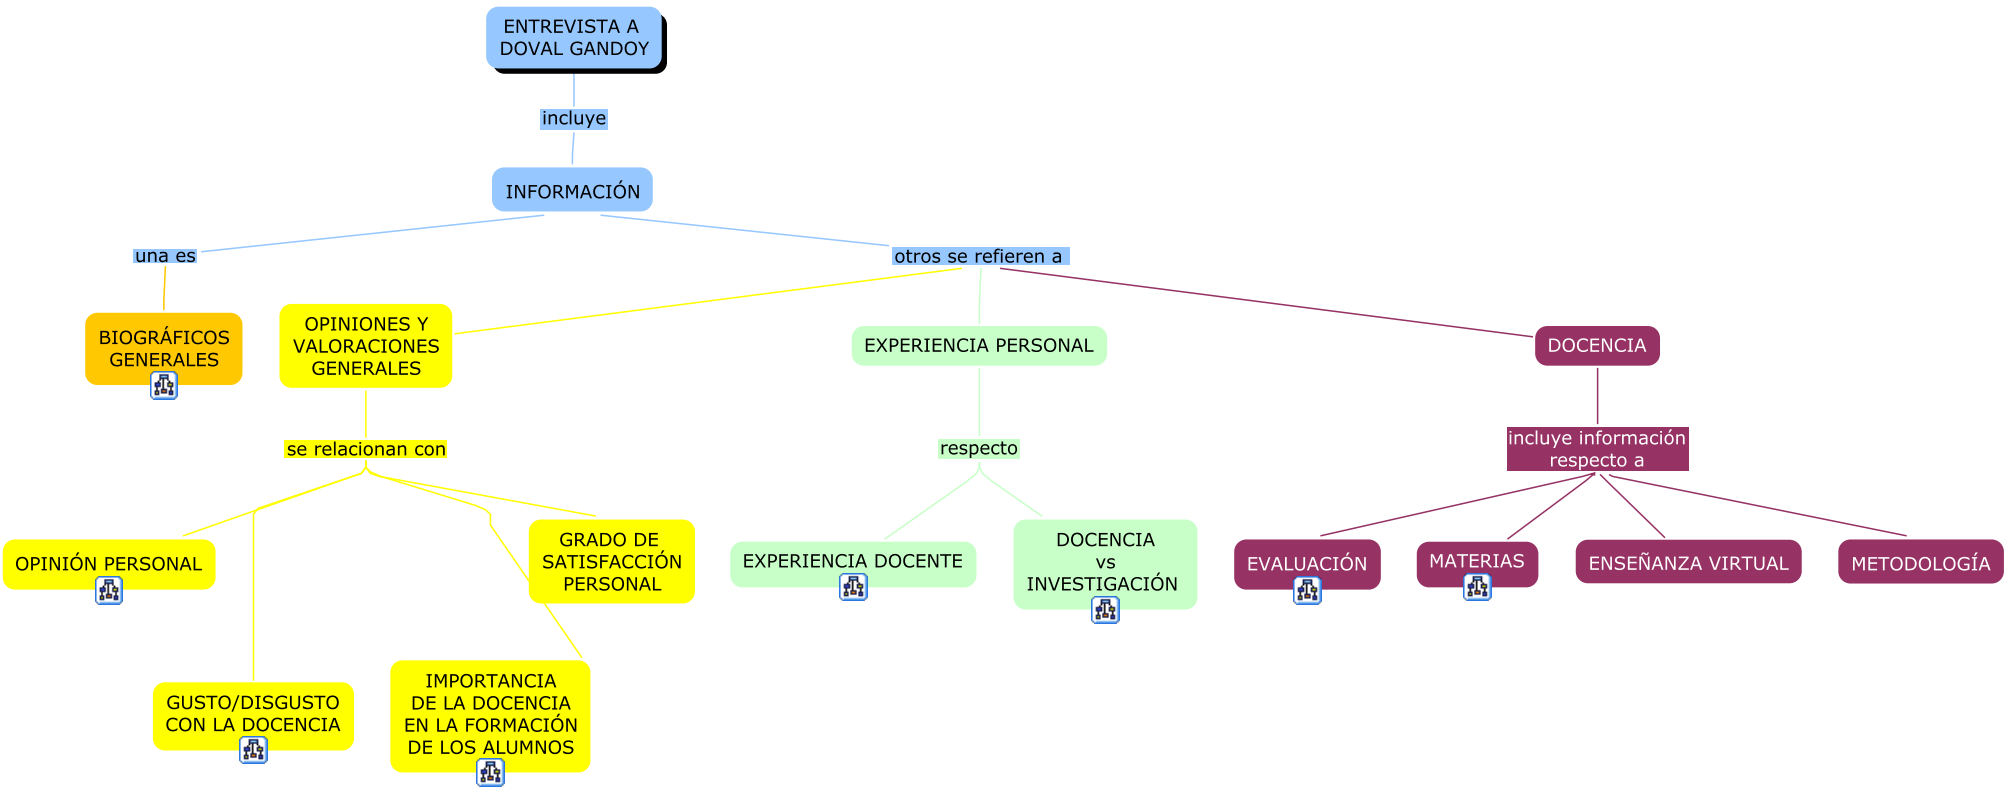 ENTREVISTA A
DOVAL GANDOY
incluye
INFORMACIÓN
una es
otros se refieren a
BIOGRÁFICOS
GENERALES
OPINIONES Y
VALORACIONES
GENERALES
EXPERIENCIA PERSONAL
DOCENCIA
se relacionan con
respecto
incluye información
respecto a
OPINIÓN PERSONAL
GRADO DE
SATISFACCIÓN
PERSONAL
EXPERIENCIA DOCENTE
DOCENCIA
vs
INVESTIGACIÓN
EVALUACIÓN
MATERIAS
ENSEÑANZA VIRTUAL
METODOLOGÍA
GUSTO/DISGUSTO
CON LA DOCENCIA
IMPORTANCIA
DE LA DOCENCIA
EN LA FORMACIÓN
DE LOS ALUMNOS